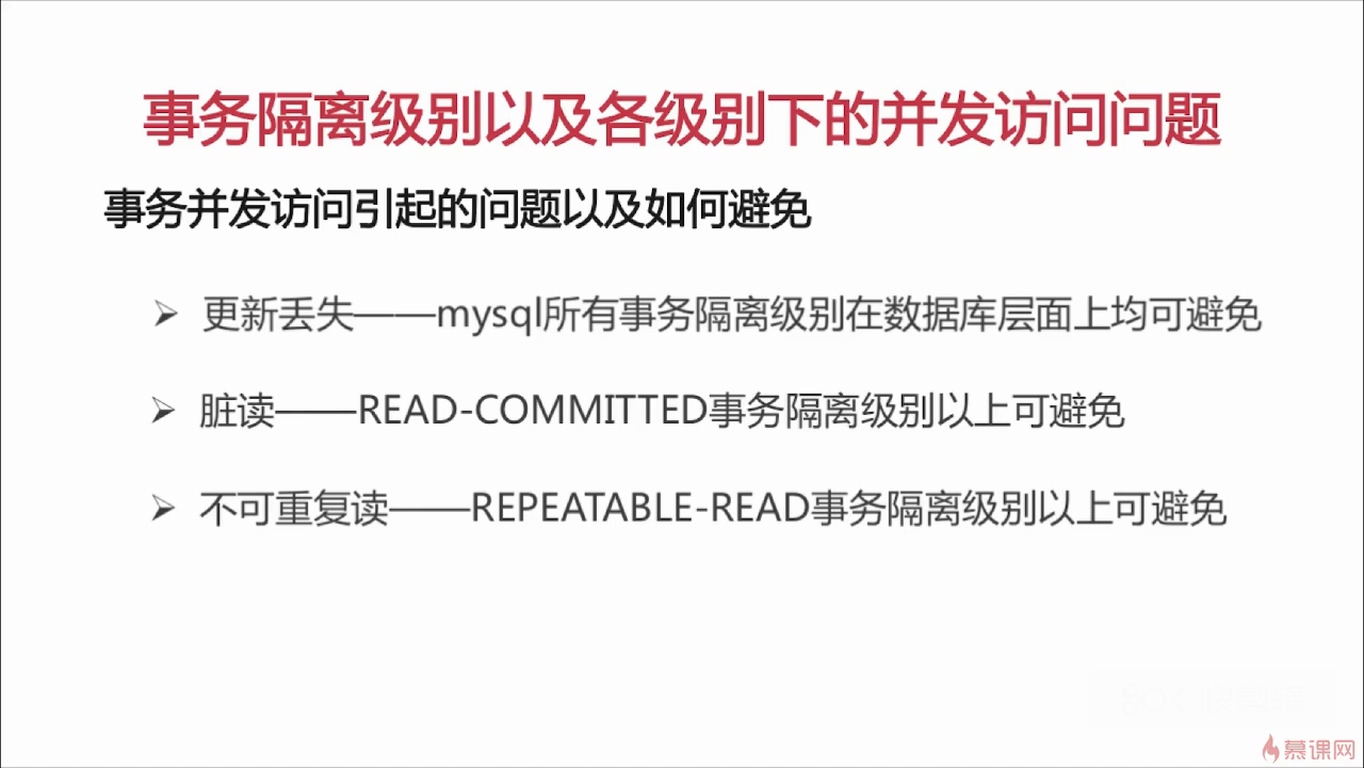 事务隔离级别以及各级别下的并发访问问题
事务并发访问引起的问题以及如何避免
➢ 更新丢失——mysql所有事务隔离级别在数据库层面上均可避免
➢ 脏读——READ-COMMITTED事务隔离级别以上可避免
➢ 不可重复读——REPEATABLE-READ事务隔离级别以上可避免
慕课网